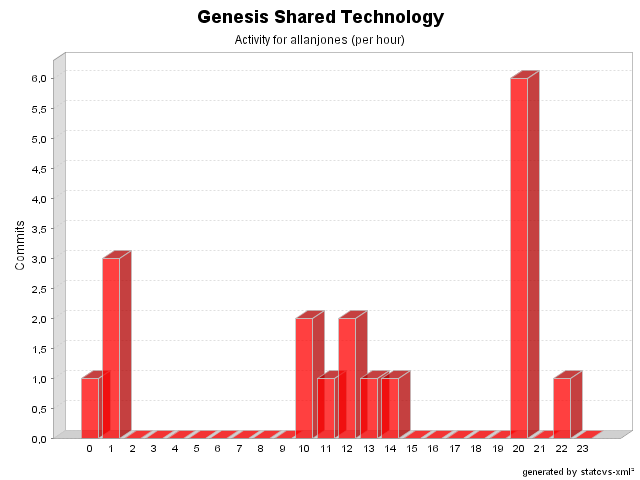 Genesis Shared Technology
Activity for allanjones (per hour)
Commits
6,0
5,5
5,0
4,5
4,0
3,5
3,0
2,5
2,0
1,5
1,0
0,5
0,0
0 1 2 3 4 5 6 7 8 9 10 11 12 13 14 15 16 17 18 19 20 21 22 23
generated by statcvs-xml²